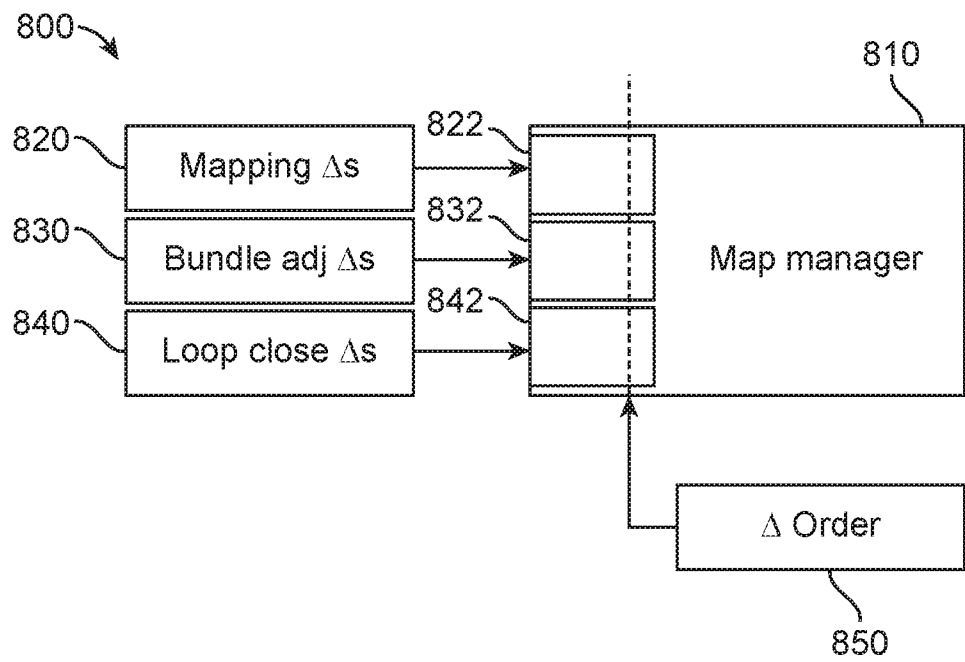 800
810
820
Mapping Δs
822
830
Bundle adj Δs
832
Map manager
840
Loop close Δs
842
Δ Order
850